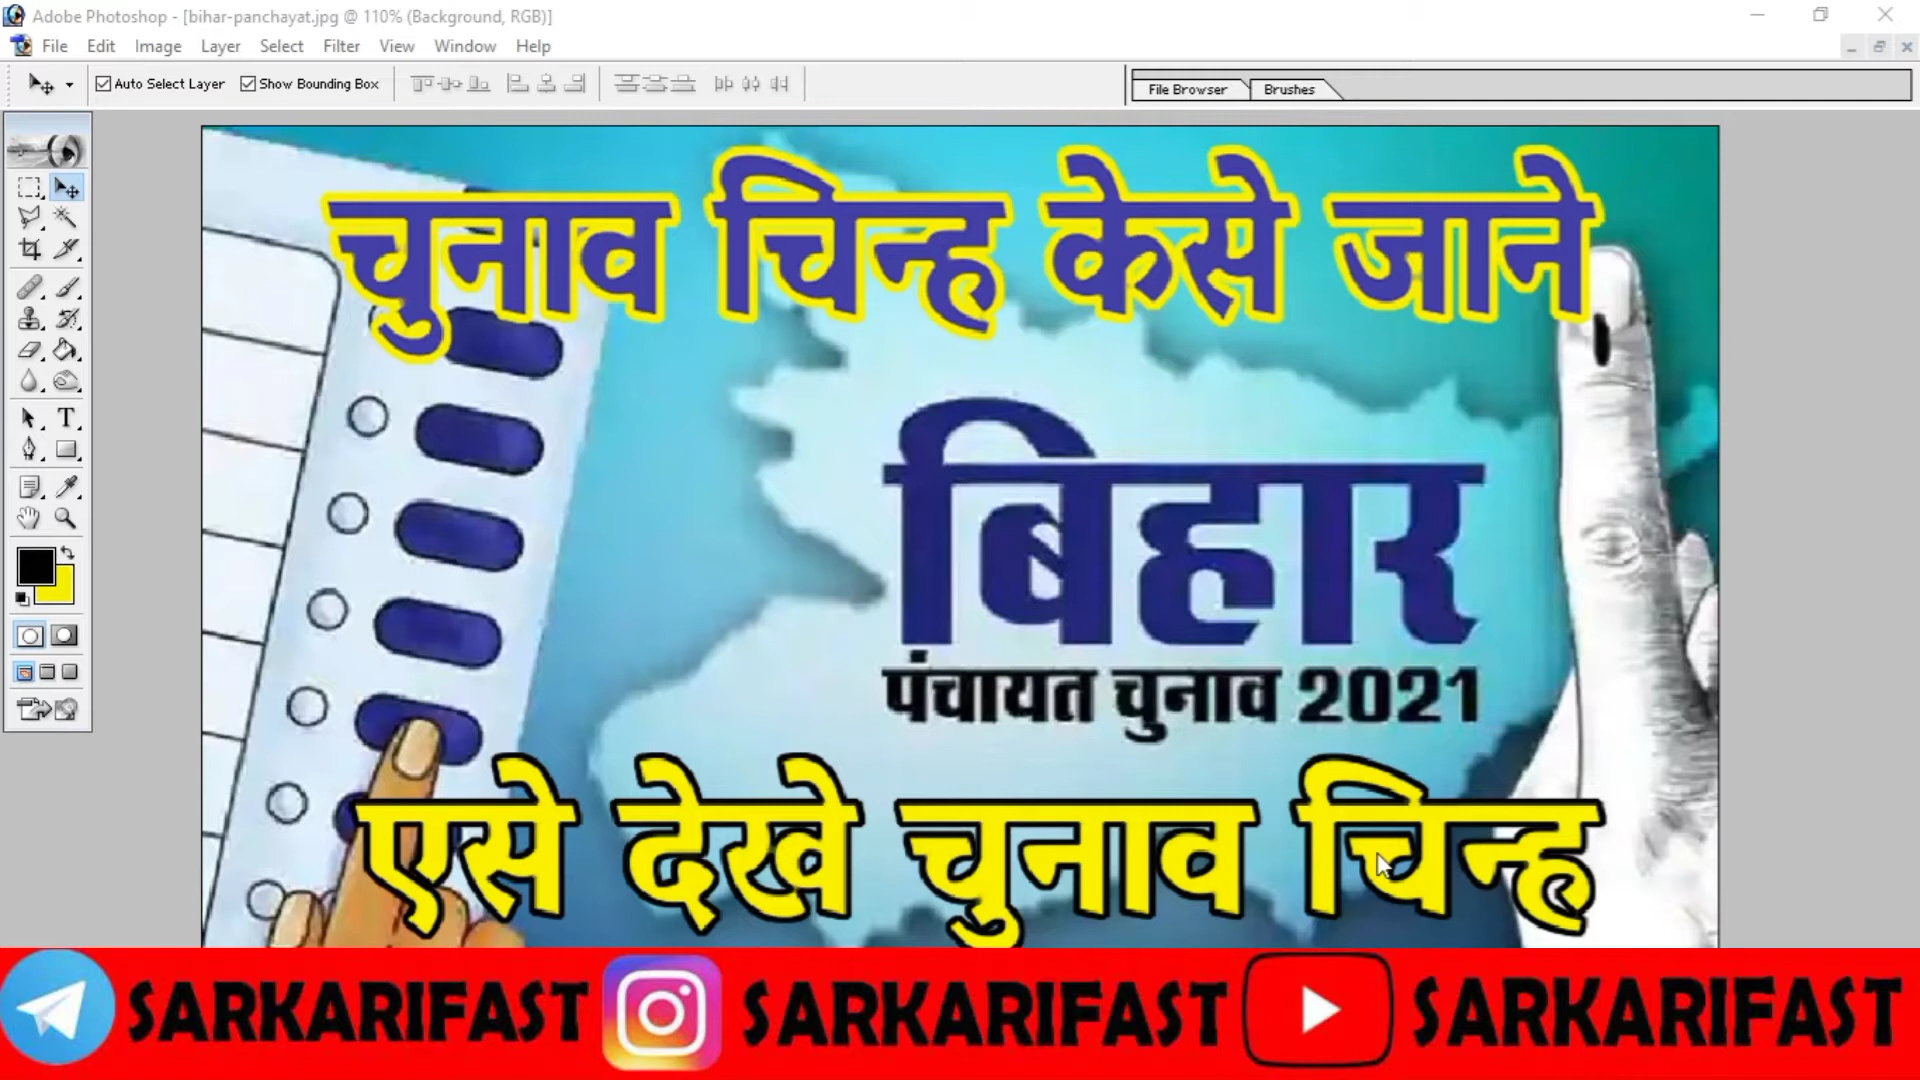 Adobe Photoshop - [bihar-panchayat.jpg @ 110% (Background, RGB)]
File Edit Image Layer Select Filter View Window Help
Auto Select Layer Show Bounding Box File Browser Brushes
चुनाव चिन्ह केसे जाने
बिहार
पंचायत चुनाव 2021
एसे देखे चुनाव चिन्ह
SARKARIFAST SARKARIFAST SARKARIFAST